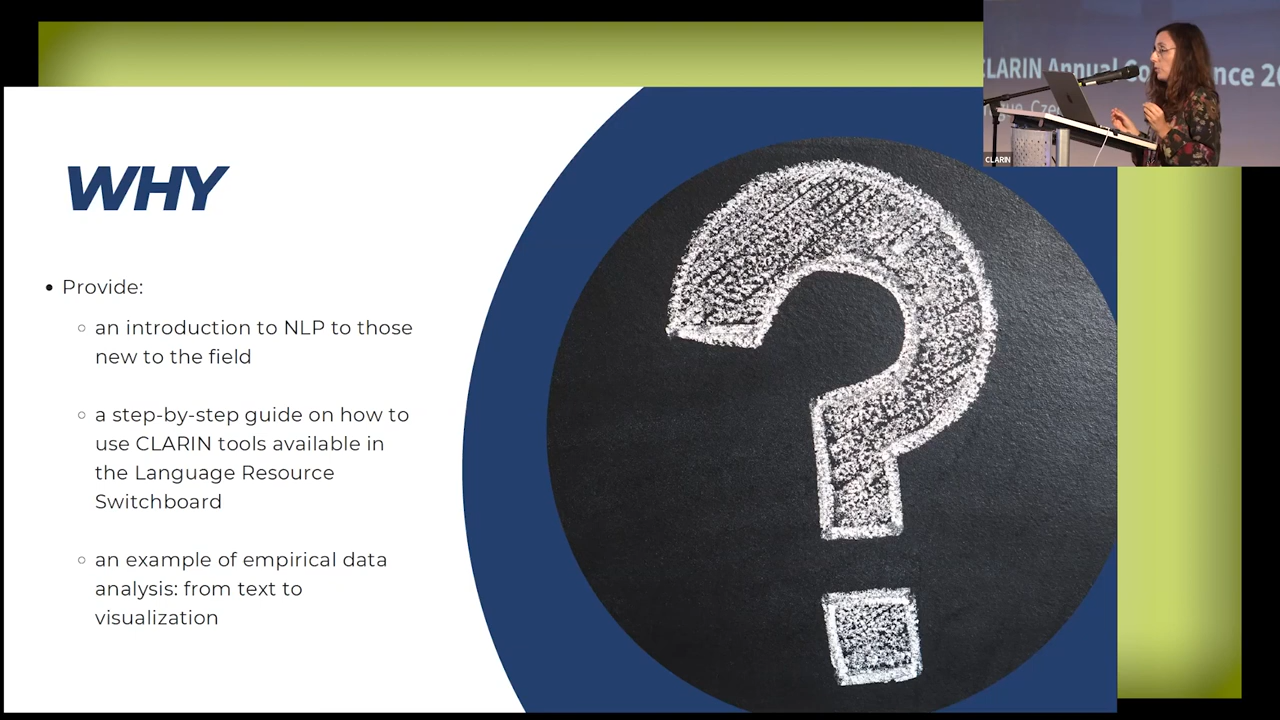 CLARIN Annual Co nce 2
CLARIN
WHY
• Provide:
◦ an introduction to NLP to those
new to the field
◦ a step-by-step guide on how to
use CLARIN tools available in
the Language Resource
Switchboard
◦ an example of empirical data
analysis: from text to
visualization